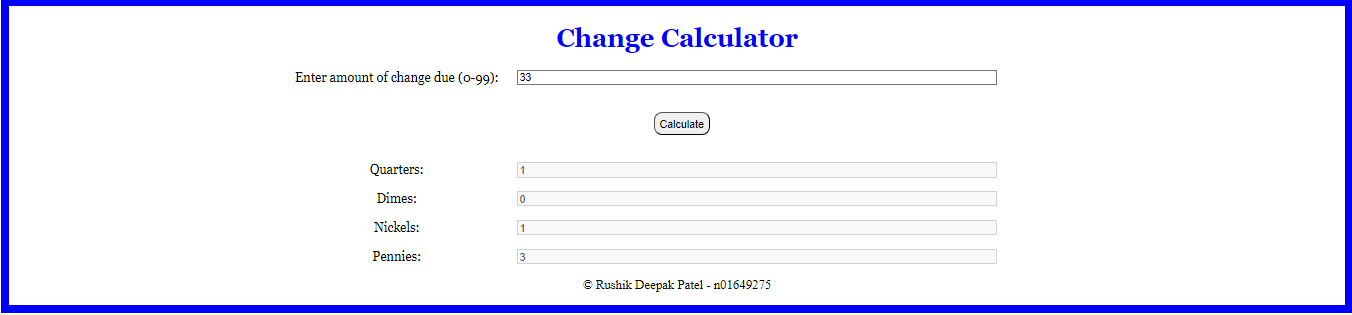 Change Calculator
Enter amount of change due (0-99): 33
Calculate
Quarters: 1
Dimes: 0
Nickels: 1
Pennies: 3
© Rushik Deepak Patel - n01649275